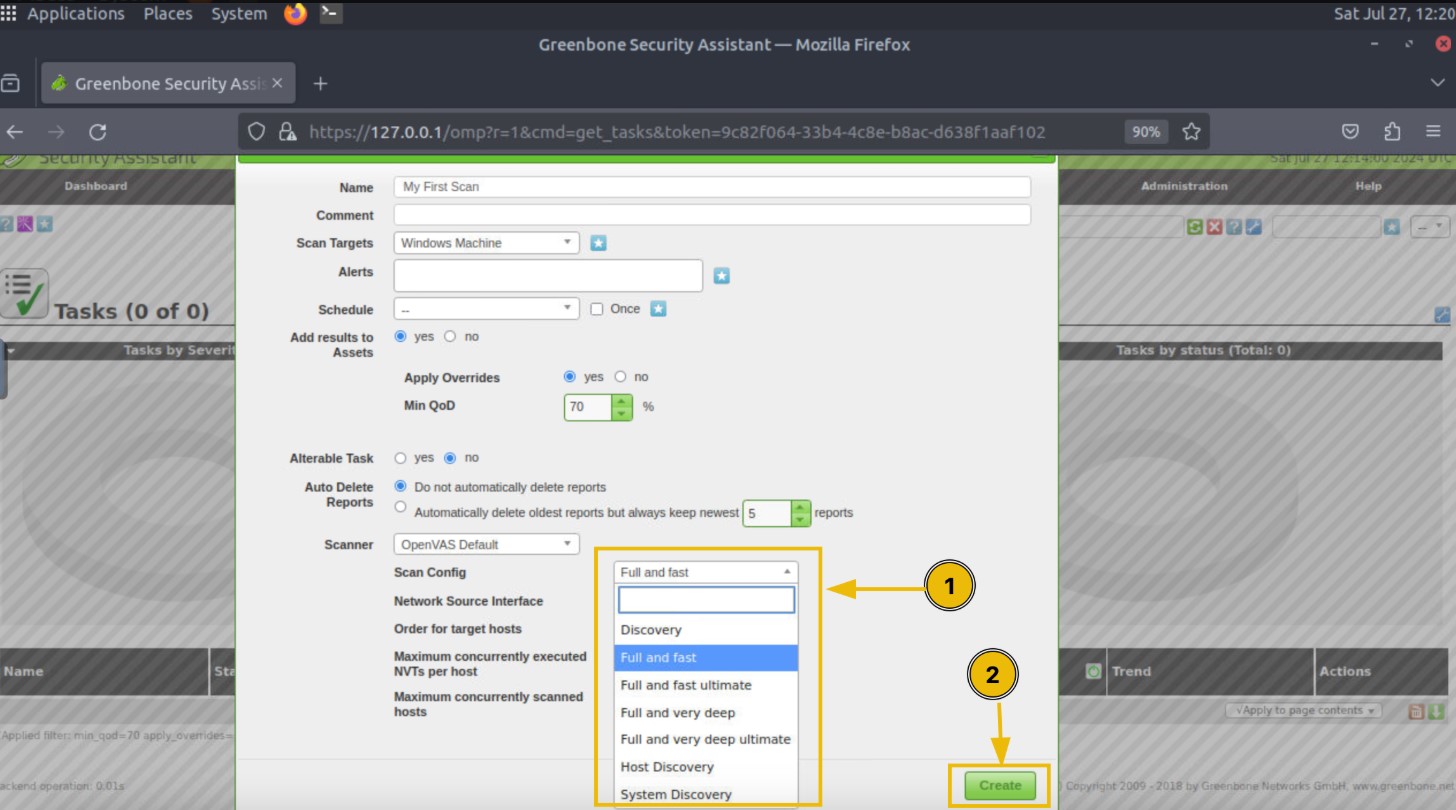 Applications Places System Sat Jul 27, 12:20
Greenbone Security Assistant — Mozilla Firefox
Greenbone Security Assis
https://127.0.0.1/omp?r=1&cmd=get_tasks&token=9c82f064-33b4-4c8e-b8ac-d638f1aaf102 90%
Security Assistant Sat Jul 27 12:14:00 2024 UTC
Dashboard Administration Help
Name My First Scan
Comment
Scan Targets Windows Machine
Alerts
Schedule -- Once
--
Tasks (0 of 0)
Add results to Assets yes no
Tasks by Severit Tasks by status (Total: 0)
Apply Overrides yes no
Min QoD 70 %
Alterable Task yes no
Auto Delete Reports Do not automatically delete reports
Automatically delete oldest reports but always keep newest 5 reports
Scanner OpenVAS Default
Scan Config Full and fast
1
Network Source Interface
Order for target hosts
Maximum concurrently executed
NVTs per host
Maximum concurrently scanned
hosts
Discovery
Full and fast
Full and fast ultimate
Full and very deep
Full and very deep ultimate
Host Discovery
System Discovery
2
Create
Name Sta Trend Actions
√Apply to page contents
Applied filter: min_qod=70 apply_overrides=
ackend operation: 0.01s Copyright 2009 - 2018 by Greenbone Networks GmbH, www.greenbone.net